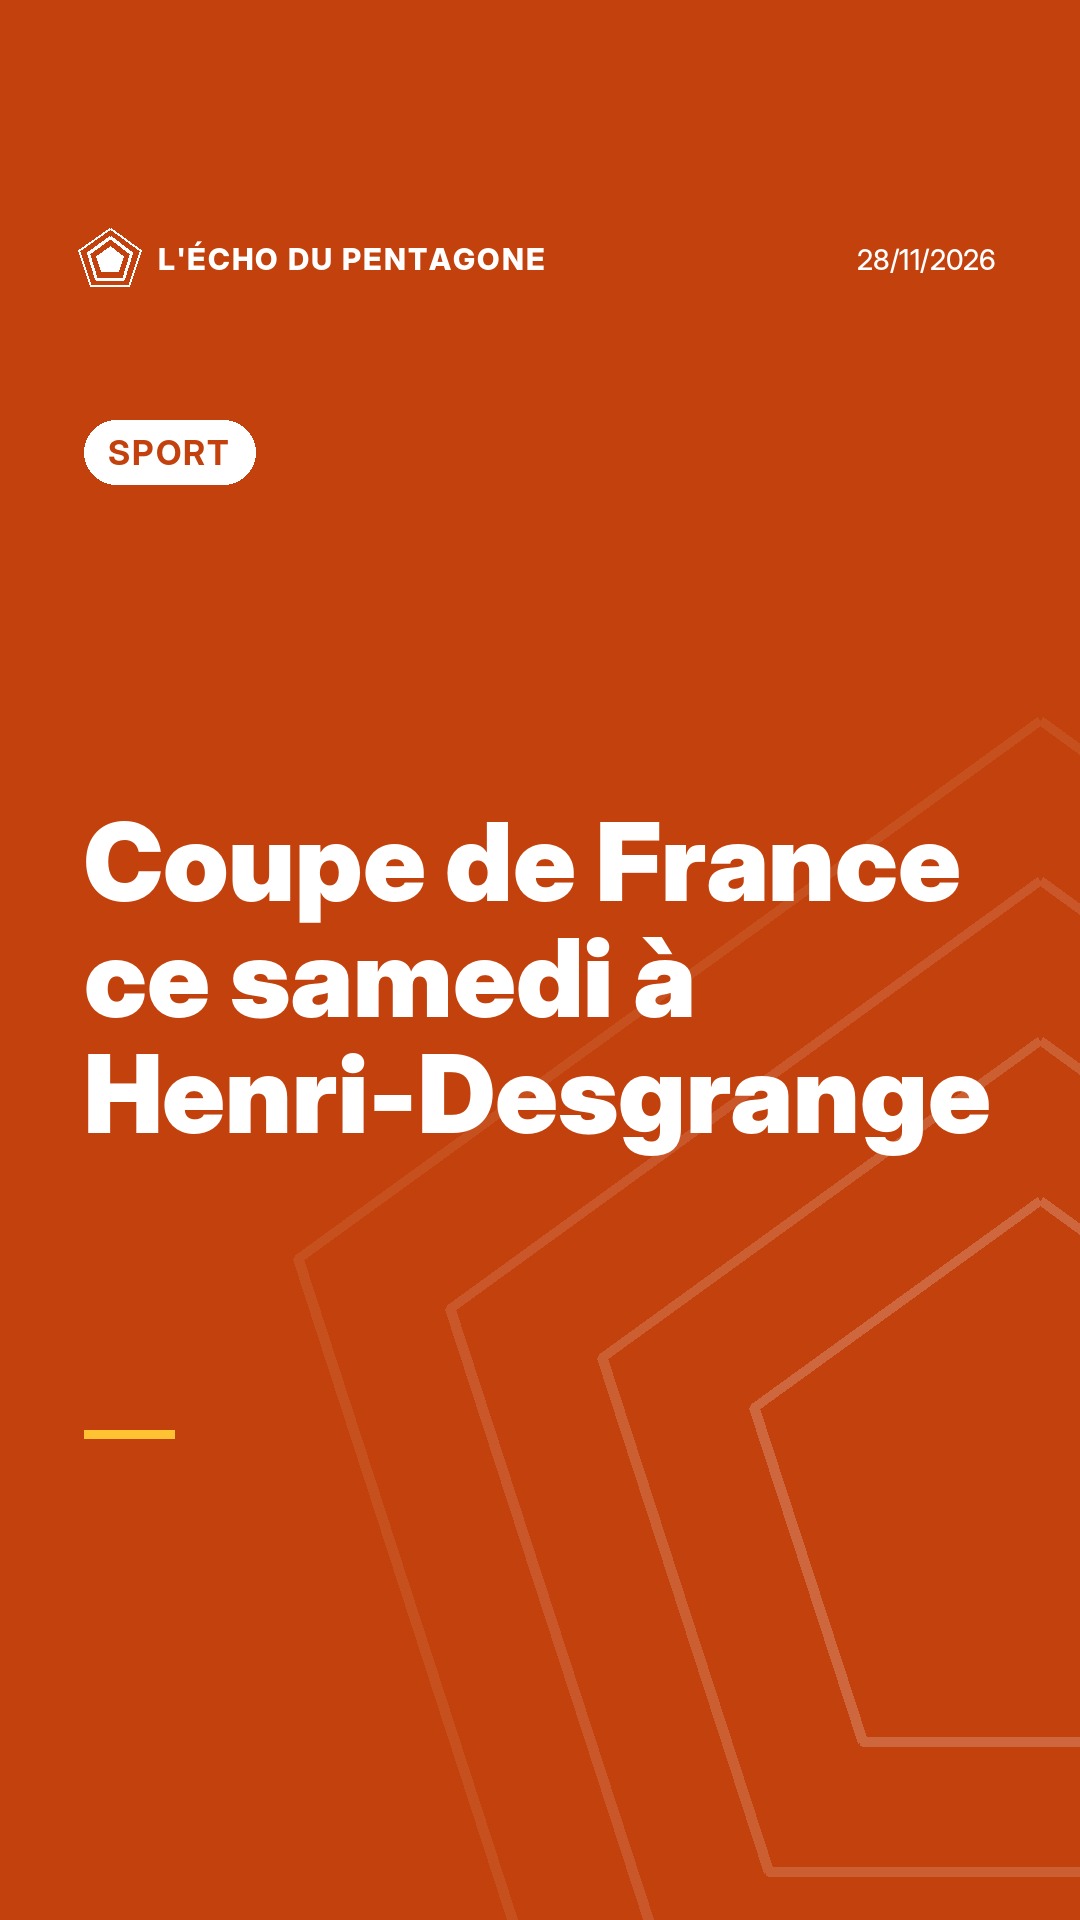 L'ÉCHO DU PENTAGONE
28/11/2026
SPORT
Coupe de France
ce samedi à
Henri-Desgrange